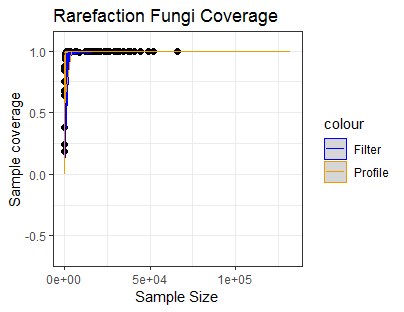 Rarefaction Fungi Coverage
1.0
0.5
0.0
-0.5
Sample coverage
0e+00 5e+04 1e+05
Sample Size
colour
Filter
Profile